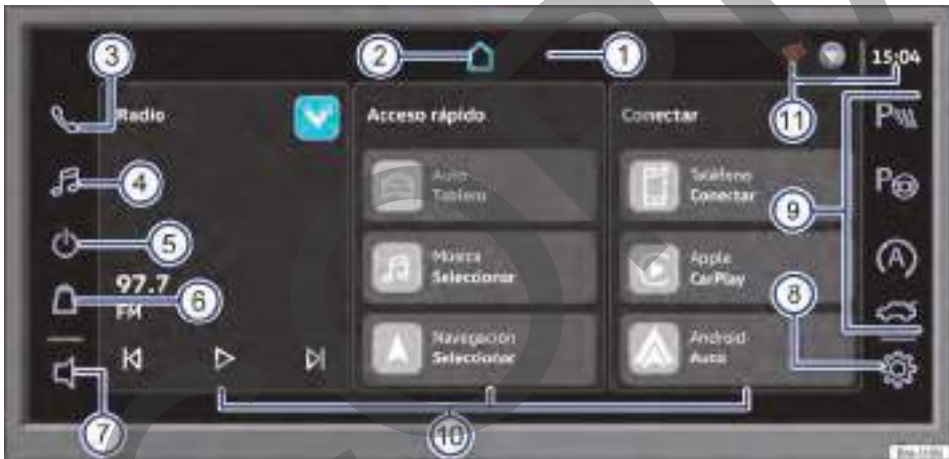 3
2
1
15:04
Radio
Acceso rápido
Conectar
11
4
Auto
Tablero
Teléfono
Conectar
9
5
Música
Seleccionar
Apple
CarPlay
97.7
FM
6
8
Navegación
Seleccionar
Android
Auto
7
10